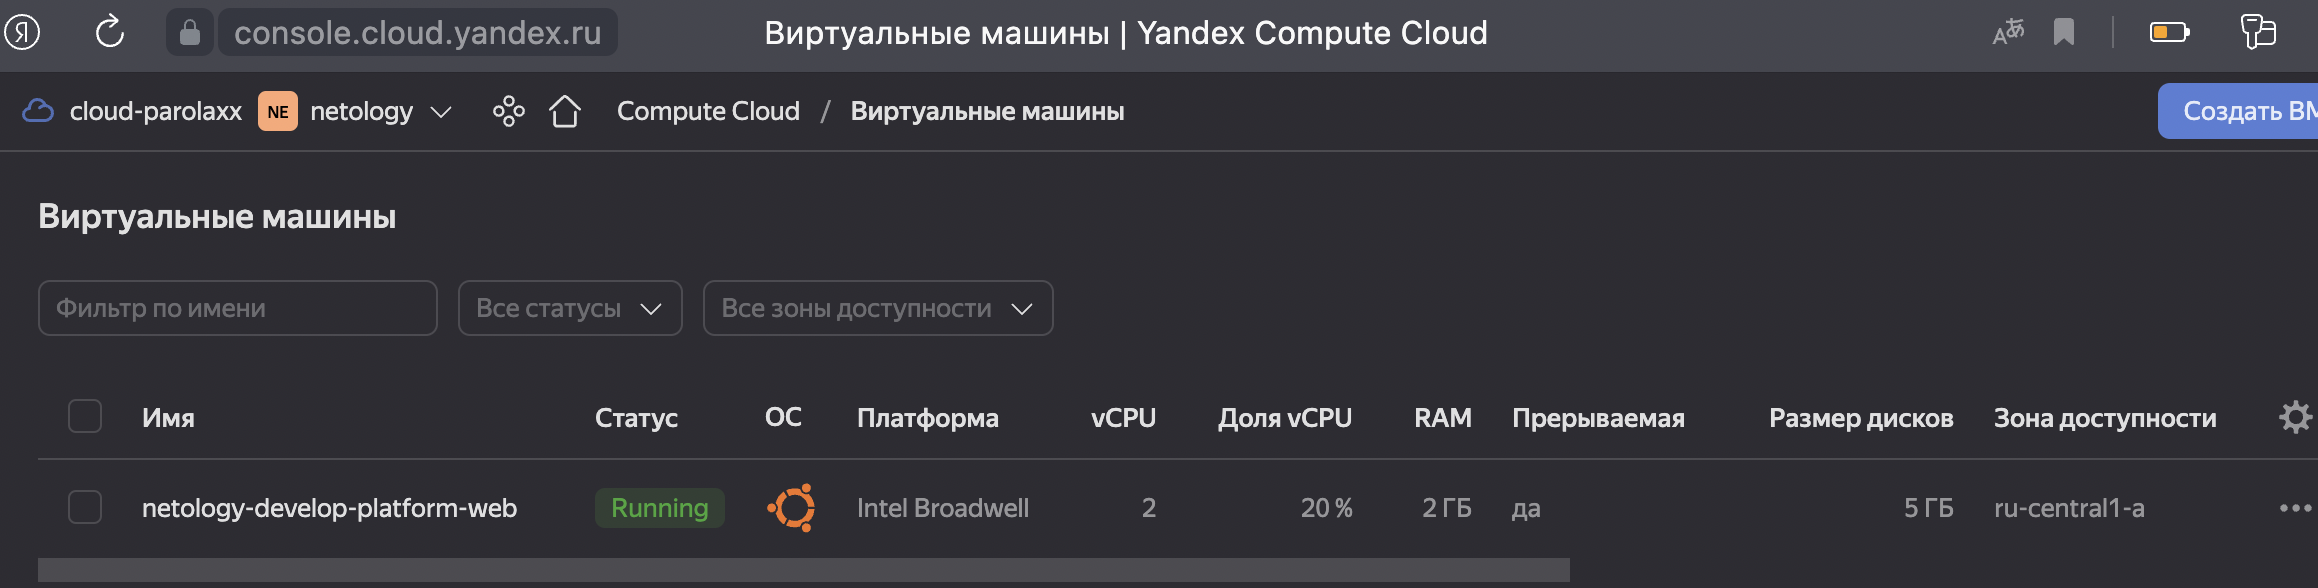 Я console.cloud.yandex.ru Виртуальные машины | Yandex Compute Cloud Aあ
cloud-parolaxx NE netology Compute Cloud / Виртуальные машины Создать ВМ
Виртуальные машины
Фильтр по имени Все статусы Все зоны доступности
Имя Статус ОС Платформа vCPU Доля vCPU RAM Прерываемая Размер дисков Зона доступности
netology-develop-platform-web Running Intel Broadwell 2 20 % 2 ГБ да 5 ГБ ru-central1-a